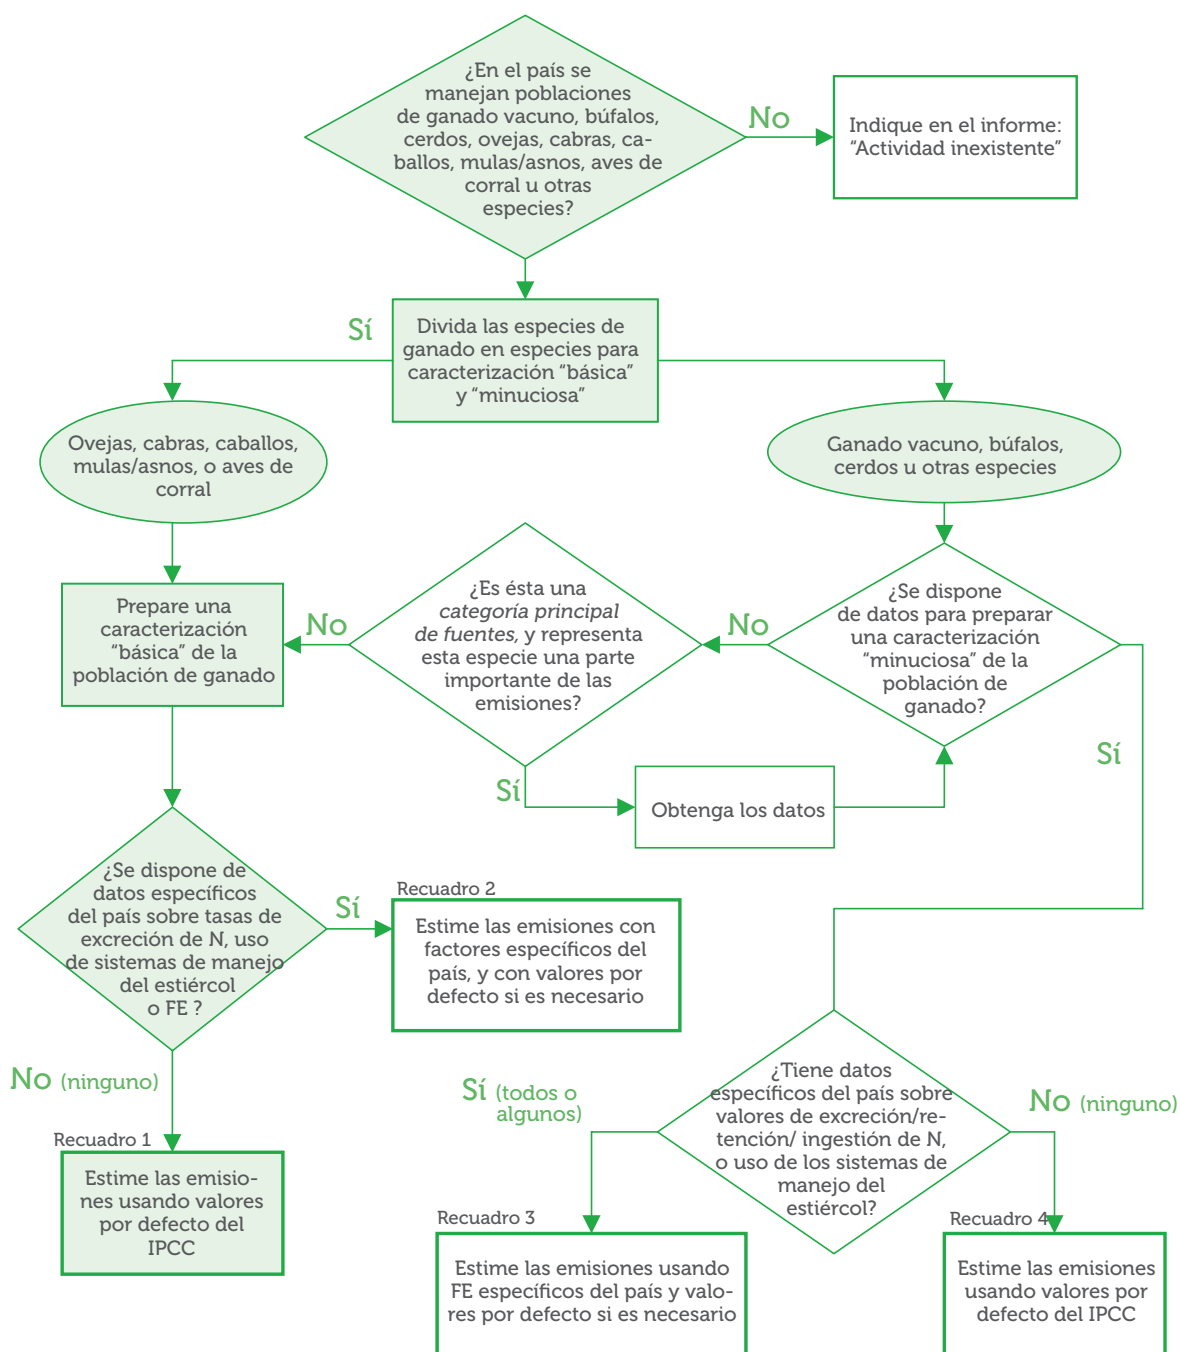 ¿En el país se
manejan poblaciones
de ganado vacuno, búfalos,
cerdos, ovejas, cabras, ca-
ballos, mulas/asnos, aves de
corral u otras
especies?
No
Indique en el informe:
“Actividad inexistente”
Sí
Divida las especies de
ganado en especies para
caracterización “básica”
y “minuciosa”
Ovejas, cabras, caballos,
mulas/asnos, o aves de
corral
Ganado vacuno, búfalos,
cerdos u otras especies
Prepare una
caracterización
“básica” de la
población de ganado
No
¿Es ésta una
categoría principal
de fuentes, y representa
esta especie una parte
importante de las
emisiones?
No
¿Se dispone
de datos para preparar
una caracterización
“minuciosa” de la
población de
ganado?
Sí
Obtenga los datos
Sí
¿Se dispone de
datos específicos
del país sobre tasas de
excreción de N, uso
de sistemas de manejo
del estiércol
o FE ?
Sí
Recuadro 2
Estime las emisiones con
factores específicos del
país, y con valores por
defecto si es necesario
No (ninguno)
Recuadro 1
Estime las emisio-
nes usando valores
por defecto del
IPCC
¿Tiene datos
específicos del país sobre
valores de excreción/re-
tención/ ingestión de N,
o uso de los sistemas de
manejo del
estiércol?
Sí (todos o
algunos)
No (ninguno)
Recuadro 3
Estime las emisiones usando
FE específicos del país y valo-
res por defecto si es necesario
Recuadro 4
Estime las emisiones
usando valores por
defecto del IPCC